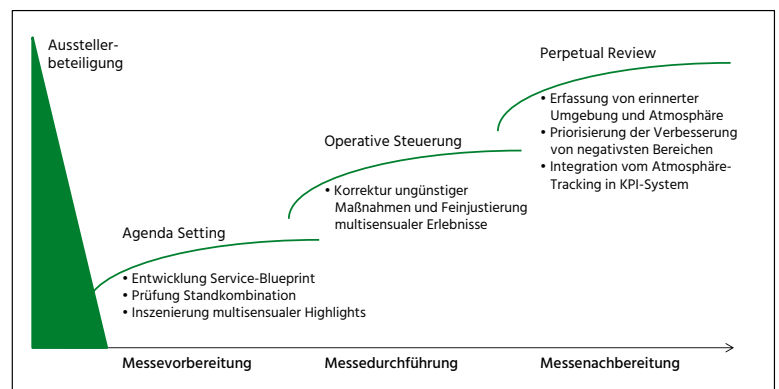 Aussteller-
beteiligung
Agenda Setting
• Entwicklung Service-Blueprint
• Prüfung Standkombination
• Inszenierung multisensualer Highlights
Operative Steuerung
• Korrektur ungünstiger
Maßnahmen und Feinjustierung
multisensualer Erlebnisse
Perpetual Review
• Erfassung von erinnerter
Umgebung und Atmosphäre
• Priorisierung der Verbesserung
von negativsten Bereichen
• Integration vom Atmosphäre-
Tracking in KPI-System
Messevorbereitung
Messedurchführung
Messenachbereitung